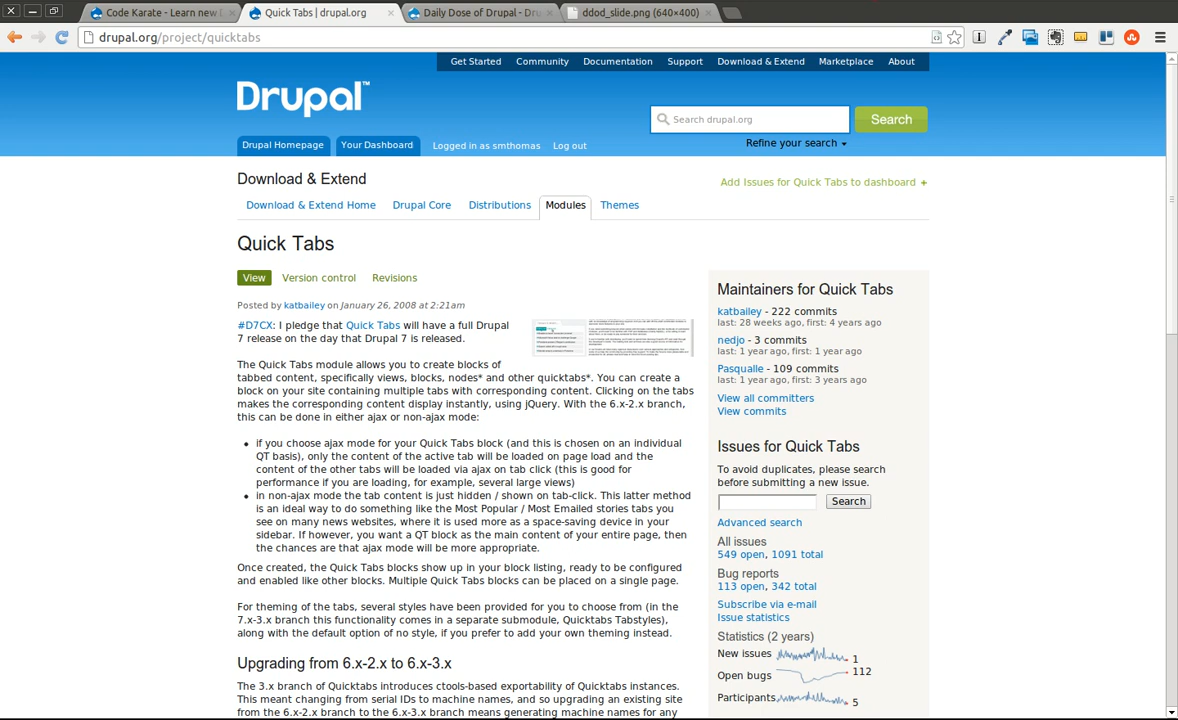 Code Karate - Learn new
Quick Tabs | drupal.org
Daily Dose of Drupal - Dru
ddod_slide.png (640×400)
drupal.org/project/quicktabs
Get Started Community Documentation Support Download & Extend Marketplace About
Drupal™
Search drupal.org
Search
Refine your search
Drupal Homepage Your Dashboard Logged in as smthomas Log out
Download & Extend
Add Issues for Quick Tabs to dashboard +
Download & Extend Home Drupal Core Distributions Modules Themes
Quick Tabs
View Version control Revisions
Posted by katbailey on January 26, 2008 at 2:21am
#D7CX: I pledge that Quick Tabs will have a full Drupal
7 release on the day that Drupal 7 is released.
The Quick Tabs module allows you to create blocks of
tabbed content, specifically views, blocks, nodes* and other quicktabs*. You can create a
block on your site containing multiple tabs with corresponding content. Clicking on the tabs
makes the corresponding content display instantly, using jQuery. With the 6.x-2.x branch,
this can be done in either ajax or non-ajax mode:
if you choose ajax mode for your Quick Tabs block (and this is chosen on an individual
QT basis), only the content of the active tab will be loaded on page load and the
content of the other tabs will be loaded via ajax on tab click (this is good for
performance if you are loading, for example, several large views)
in non-ajax mode the tab content is just hidden / shown on tab-click. This latter method
is an ideal way to do something like the Most Popular / Most Emailed stories tabs you
see on many news websites, where it is used more as a space-saving device in your
sidebar. If however, you want a QT block as the main content of your entire page, then
the chances are that ajax mode will be more appropriate.
Once created, the Quick Tabs blocks show up in your block listing, ready to be configured
and enabled like other blocks. Multiple Quick Tabs blocks can be placed on a single page.
For theming of the tabs, several styles have been provided for you to choose from (in the
7.x-3.x branch this functionality comes in a separate submodule, Quicktabs Tabstyles),
along with the default option of no style, if you prefer to add your own theming instead.
Upgrading from 6.x-2.x to 6.x-3.x
The 3.x branch of Quicktabs introduces ctools-based exportability of Quicktabs instances.
This meant changing from serial IDs to machine names, and so upgrading an existing site
from the 6.x-2.x branch to the 6.x-3.x branch means generating machine names for any
Maintainers for Quick Tabs
katbailey - 222 commits
last: 28 weeks ago, first: 4 years ago
nedjo - 3 commits
last: 1 year ago, first: 1 year ago
Pasqualle - 109 commits
last: 1 year ago, first: 3 years ago
View all committers
View commits
Issues for Quick Tabs
To avoid duplicates, please search
before submitting a new issue.
Search
Advanced search
All issues
549 open, 1091 total
Bug reports
113 open, 342 total
Subscribe via e-mail
Issue statistics
Statistics (2 years)
New issues 1
Open bugs 112
Participants 5